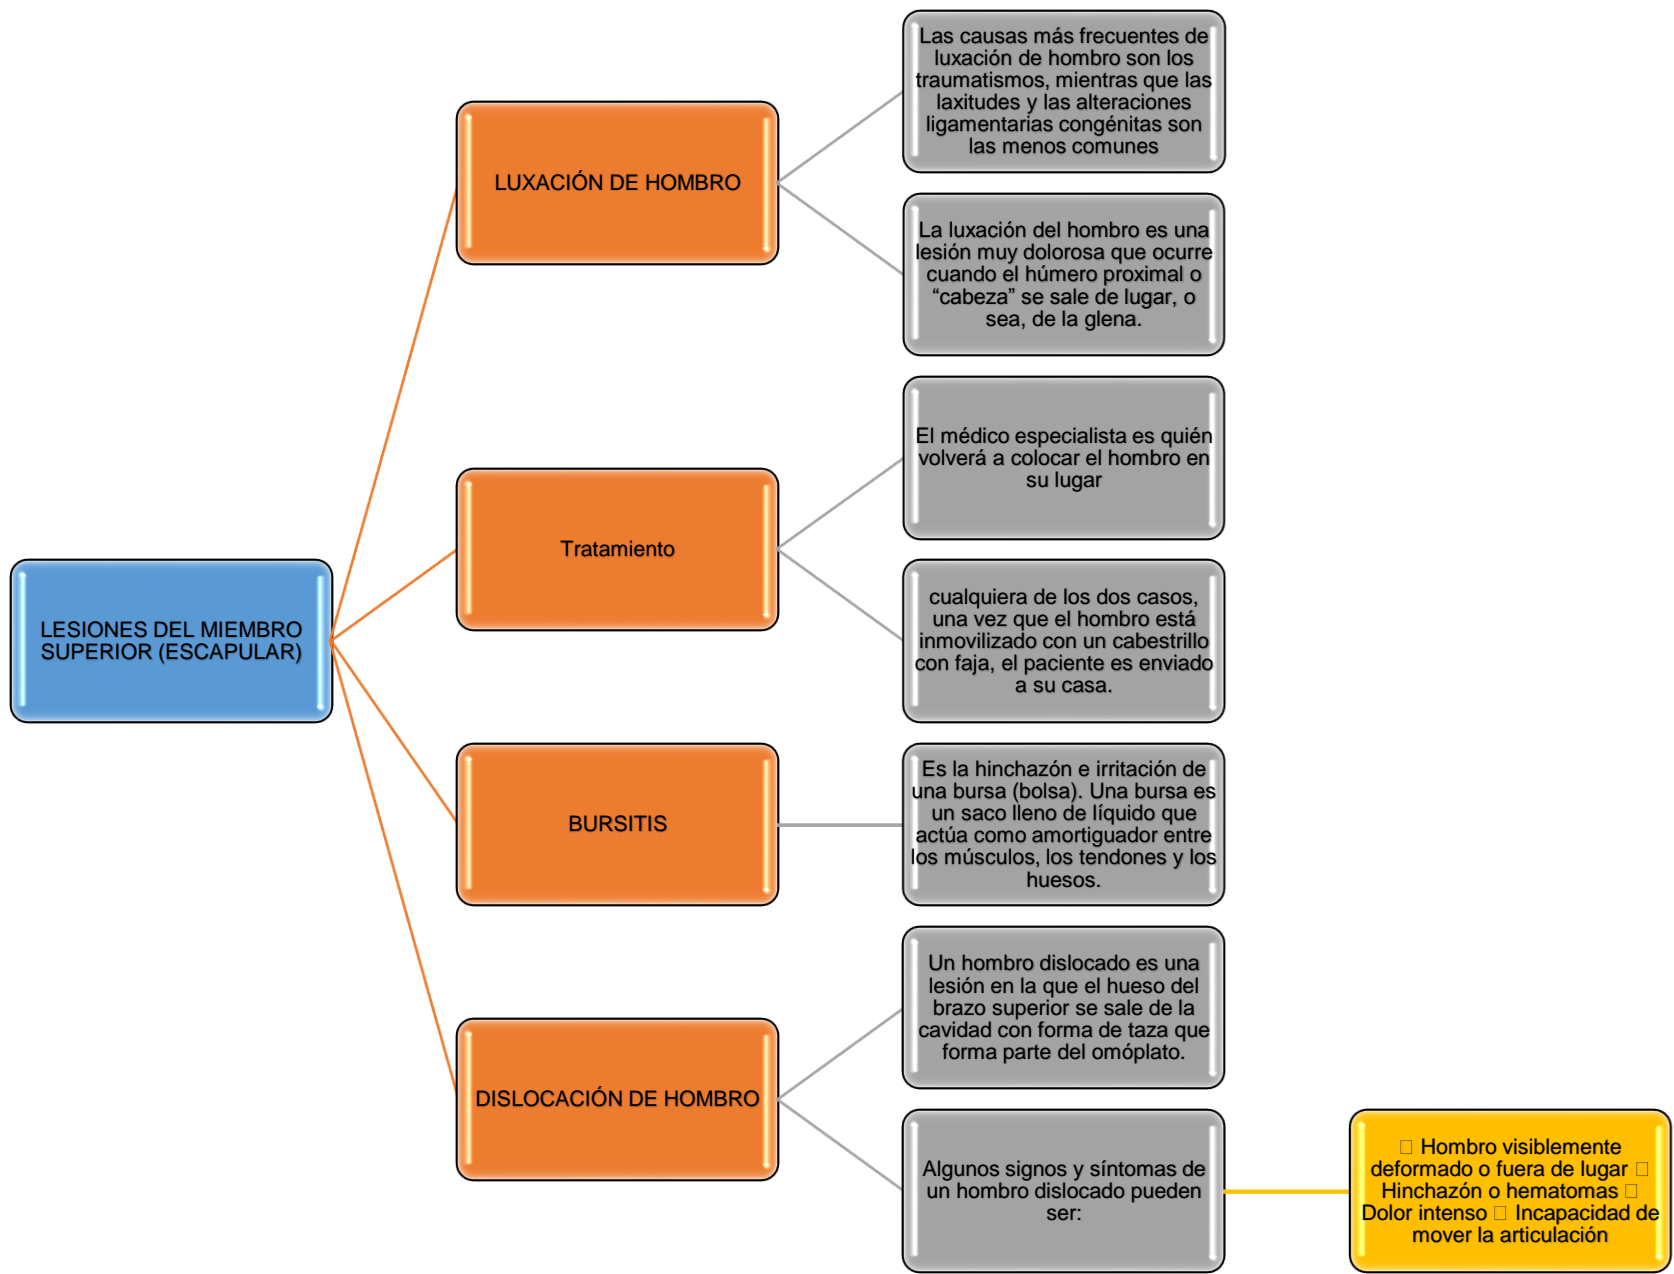 LESIONES DEL MIEMBRO
SUPERIOR (ESCAPULAR)
LUXACIÓN DE HOMBRO
Las causas más frecuentes de
luxación de hombro son los
traumatismos, mientras que las
laxitudes y las alteraciones
ligamentarias congénitas son
las menos comunes
La luxación del hombro es una
lesión muy dolorosa que ocurre
cuando el húmero proximal o
“cabeza” se sale de lugar, o
sea, de la glena.
Tratamiento
El médico especialista es quién
volverá a colocar el hombro en
su lugar
cualquiera de los dos casos,
una vez que el hombro está
inmovilizado con un cabestrillo
con faja, el paciente es enviado
a su casa.
BURSITIS
Es la hinchazón e irritación de
una bursa (bolsa). Una bursa es
un saco lleno de líquido que
actúa como amortiguador entre
los músculos, los tendones y los
huesos.
DISLOCACIÓN DE HOMBRO
Un hombro dislocado es una
lesión en la que el hueso del
brazo superior se sale de la
cavidad con forma de taza que
forma parte del omóplato.
Algunos signos y síntomas de
un hombro dislocado pueden
ser:
 Hombro visiblemente
deformado o fuera de lugar 
Hinchazón o hematomas 
Dolor intenso  Incapacidad de
mover la articulación